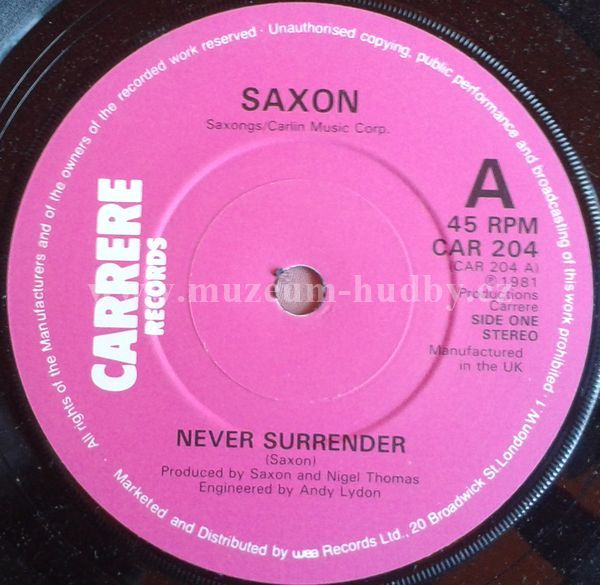 SAXON
Saxongs/Carlin Music Corp.
A
45 RPM
CAR 204
(CAR 204 A)
℗ 1981
Productions
Carrere
SIDE ONE
STEREO
Manufactured
in the UK
CARRERE
RECORDS
www.muzeum-hudby.cz
NEVER SURRENDER
(Saxon)
Produced by Saxon and Nigel Thomas
Engineered by Andy Lydon
All rights of the Manufacturers and of the owners of the recorded work reserved · Unauthorised copying, public performance and broadcasting of this work prohibited
Marketed and Distributed by wea Records Ltd., 20 Broadwick St. London W. 1.